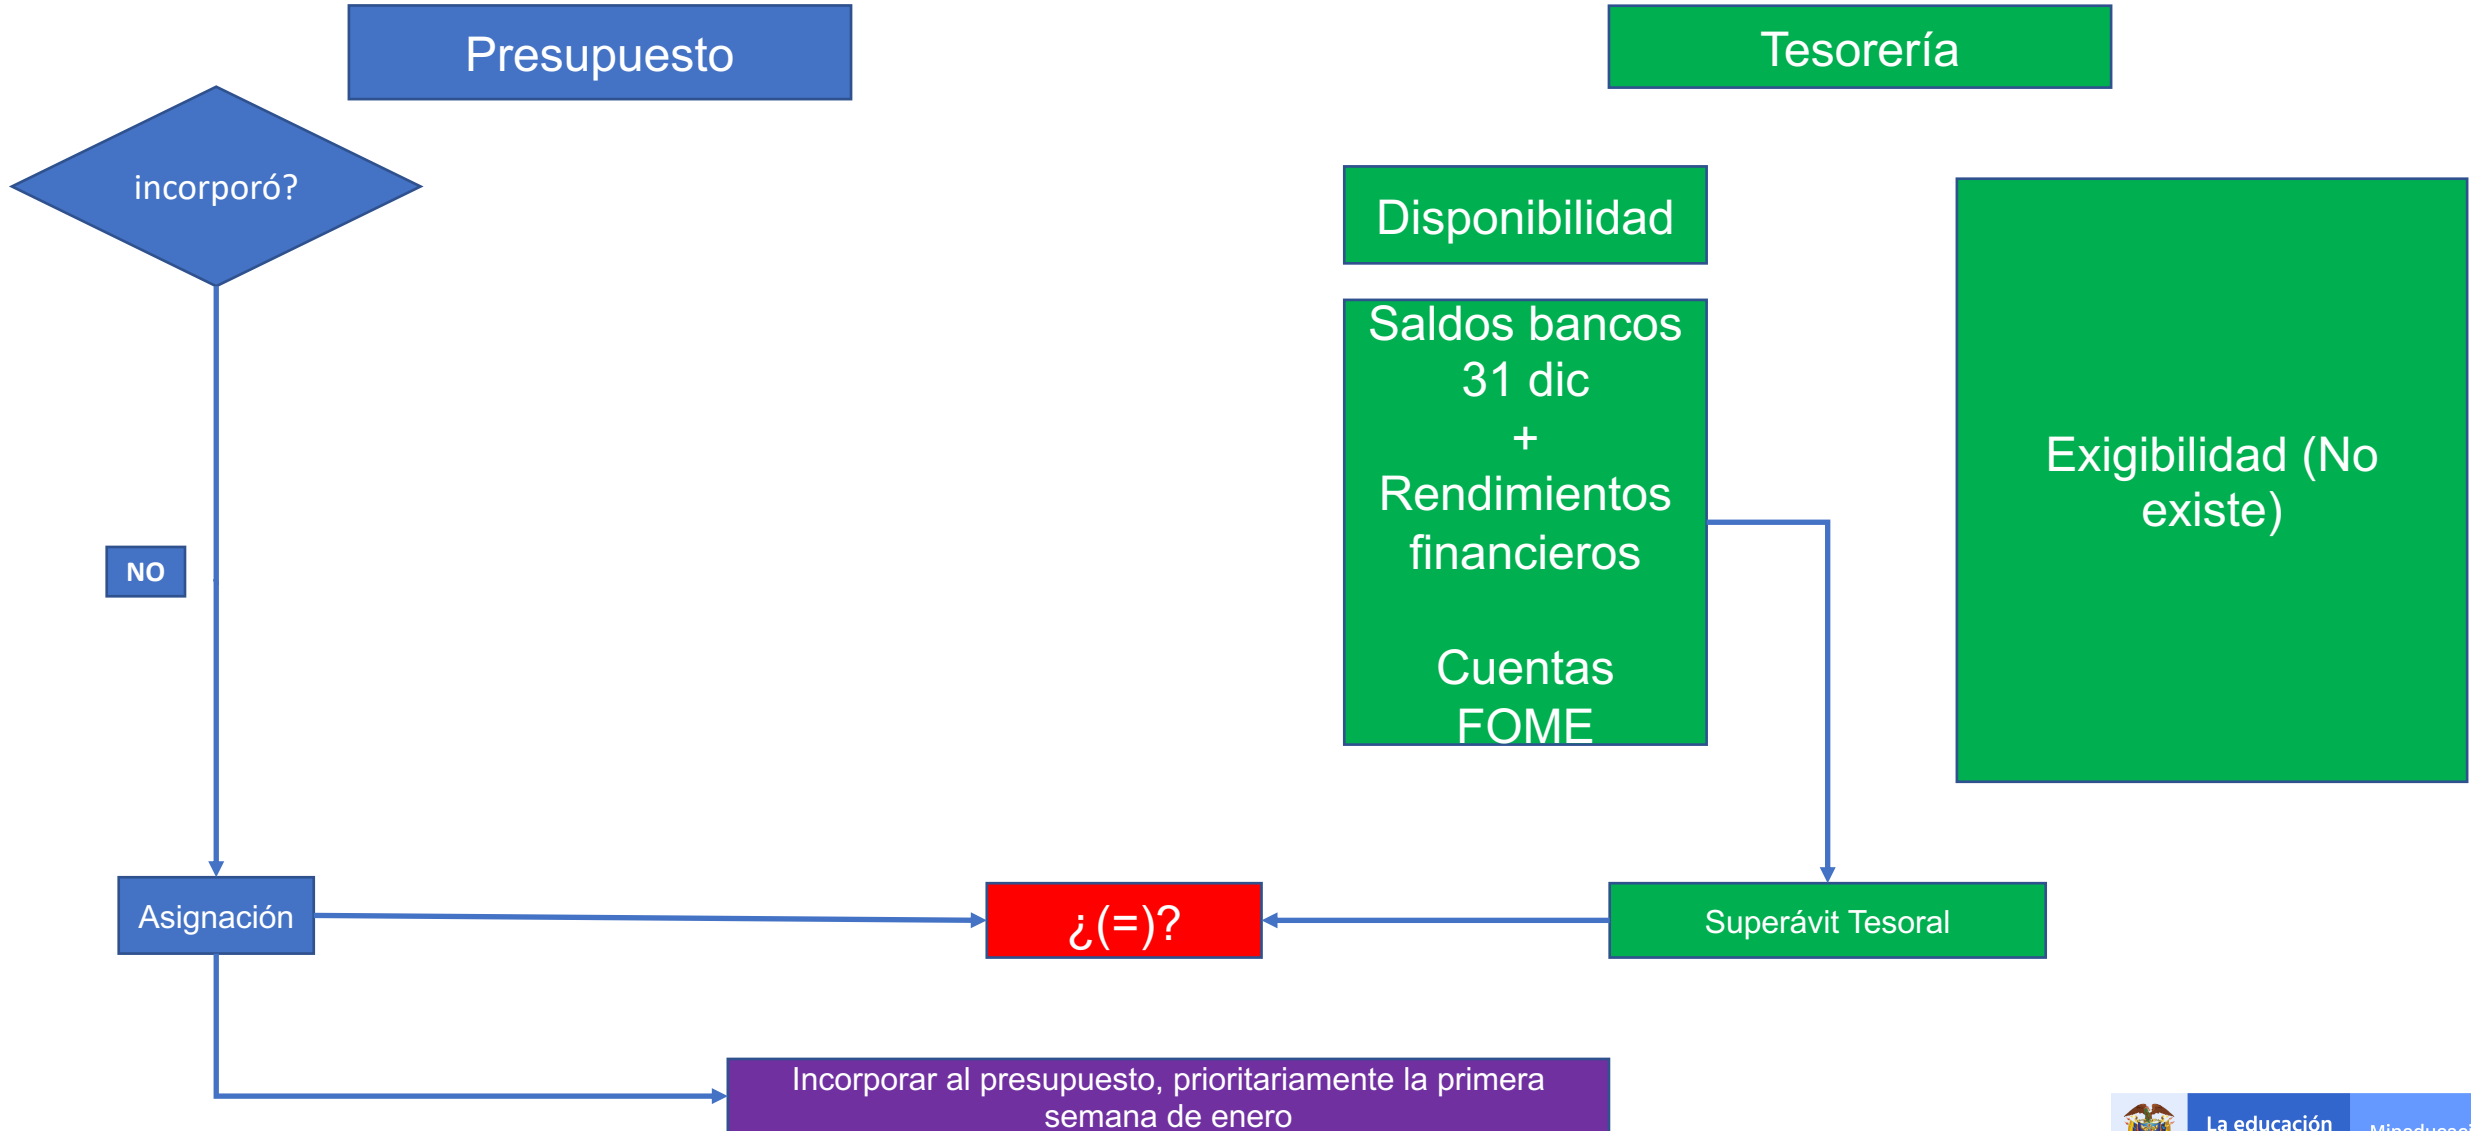 Presupuesto
Tesorería
incorporó?
Disponibilidad
Saldos bancos
31 dic
+
Rendimientos
financieros
Cuentas
FOME
Exigibilidad (No
existe)
NO
Asignación
¿(=)?
Superávit Tesoral
Incorporar al presupuesto, prioritariamente la primera
semana de enero
La educación